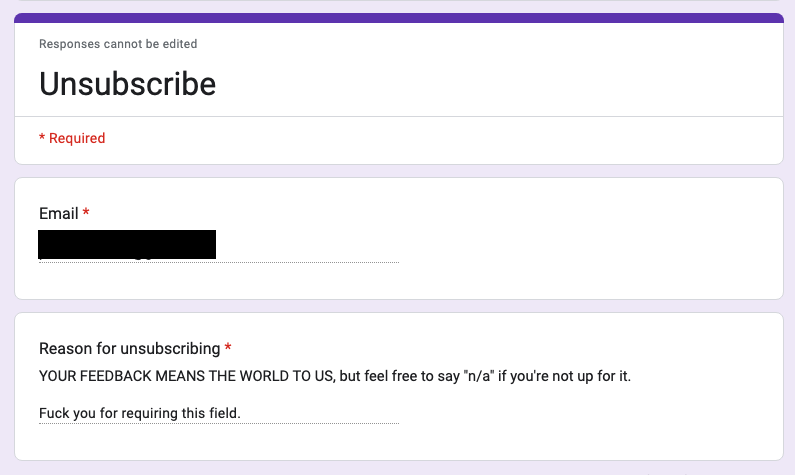 Responses cannot be edited
Unsubscribe
* Required
Email *
Reason for unsubscribing *
YOUR FEEDBACK MEANS THE WORLD TO US, but feel free to say "n/a" if you're not up for it.
Fuck you for requiring this field.